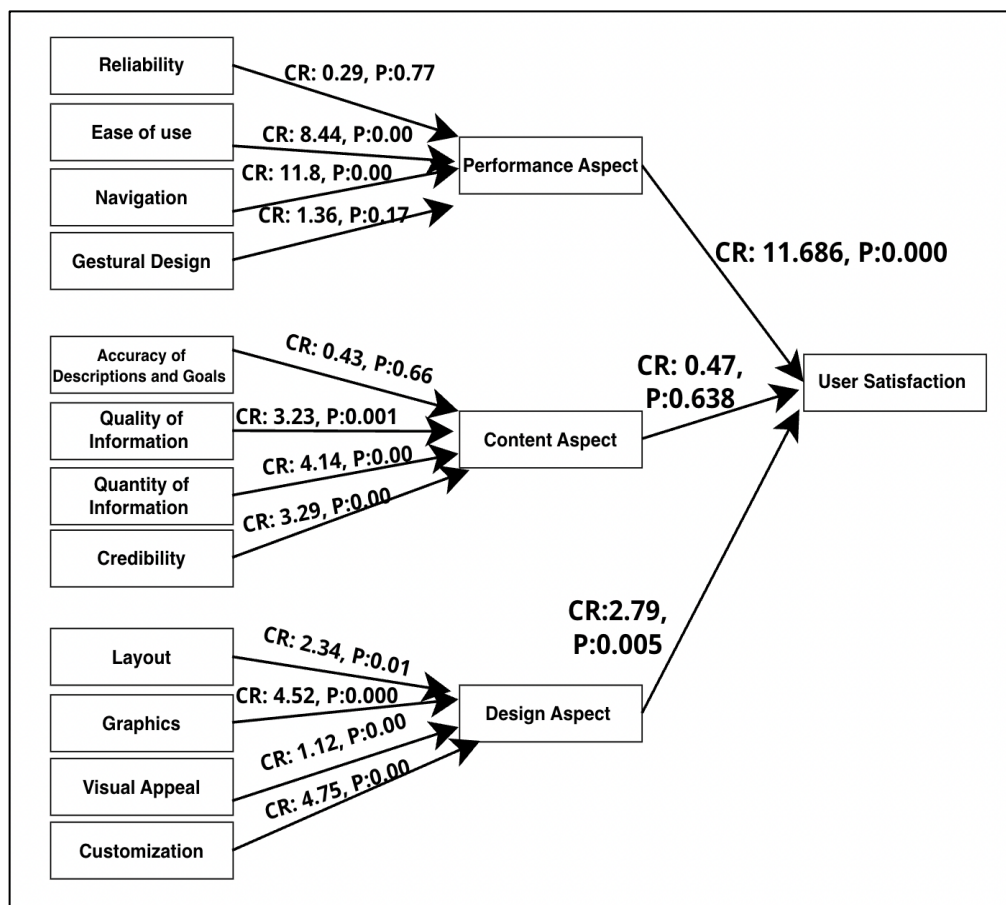 Reliability
CR: 0.29, P:0.77
Ease of use
CR: 8.44, P:0.00
Navigation
CR: 11.8, P:0.00
Gestural Design
CR: 1.36, P:0.17
Performance Aspect
CR: 11.686, P:0.000
Accuracy of
Descriptions and Goals
CR: 0.43, P:0.66
Quality of
Information
CR: 3.23, P:0.001
Quantity of
Information
CR: 4.14, P:0.00
Credibility
CR: 3.29, P:0.00
Content Aspect
CR: 0.47,
P:0.638
User Satisfaction
Layout
CR: 2.34, P:0.01
Graphics
CR: 4.52, P:0.000
Visual Appeal
CR: 1.12, P:0.00
Customization
CR: 4.75, P:0.00
Design Aspect
CR:2.79,
P:0.005